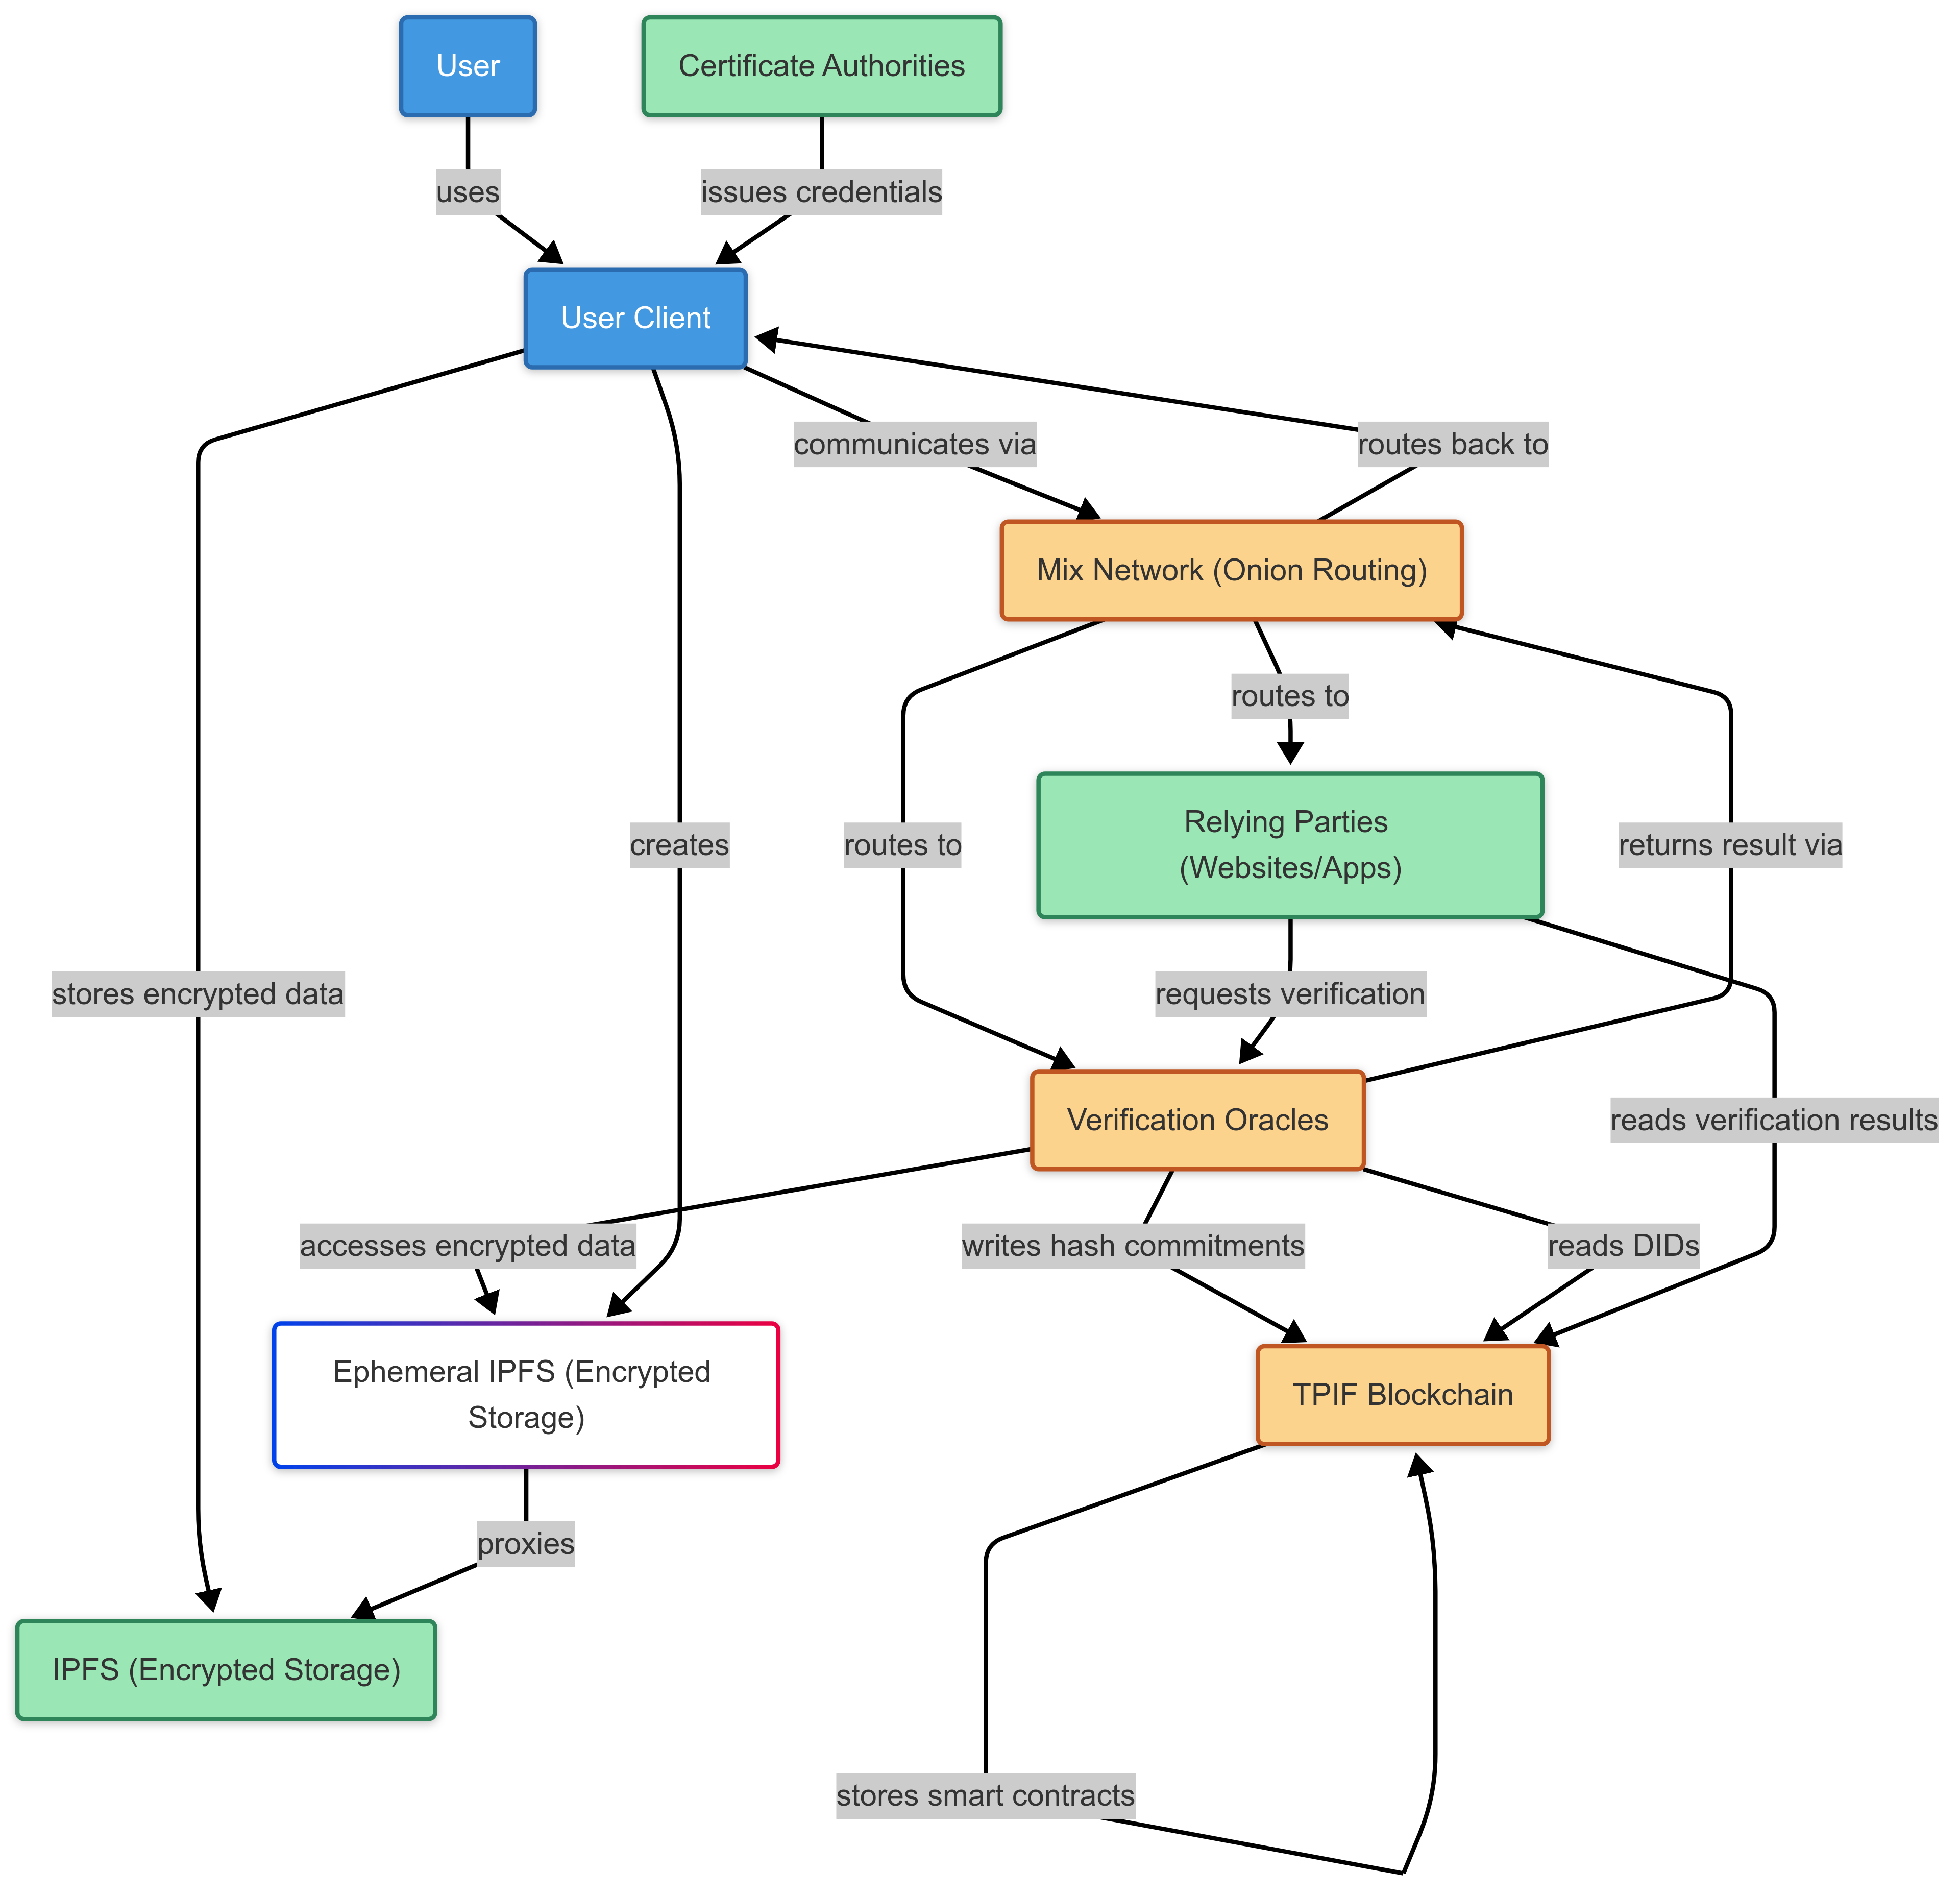 User
Certificate Authorities
uses
issues credentials
User Client
communicates via
routes back to
Mix Network (Onion Routing)
routes to
Relying Parties
(Websites/Apps)
routes to
creates
returns result via
stores encrypted data
requests verification
Verification Oracles
reads verification results
accesses encrypted data
writes hash commitments
reads DIDs
Ephemeral IPFS (Encrypted
Storage)
TPIF Blockchain
proxies
IPFS (Encrypted Storage)
stores smart contracts